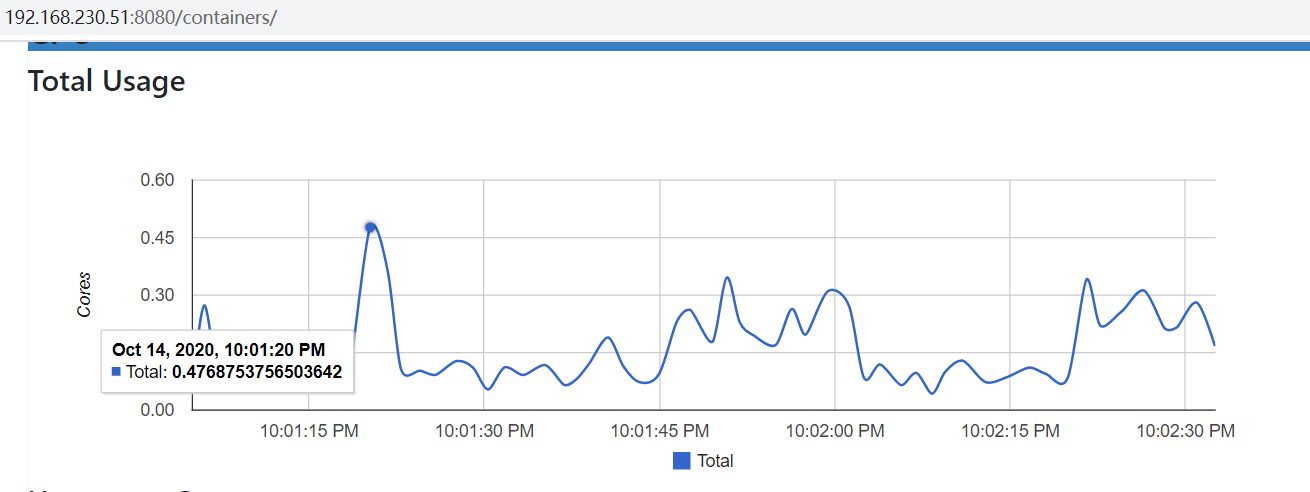 192.168.230.51:8080/containers/
Total Usage
0.60
0.45
0.30
0.00
Cores
Oct 14, 2020, 10:01:20 PM
Total: 0.4768753756503642
10:01:15 PM
10:01:30 PM
10:01:45 PM
10:02:00 PM
10:02:15 PM
10:02:30 PM
Total